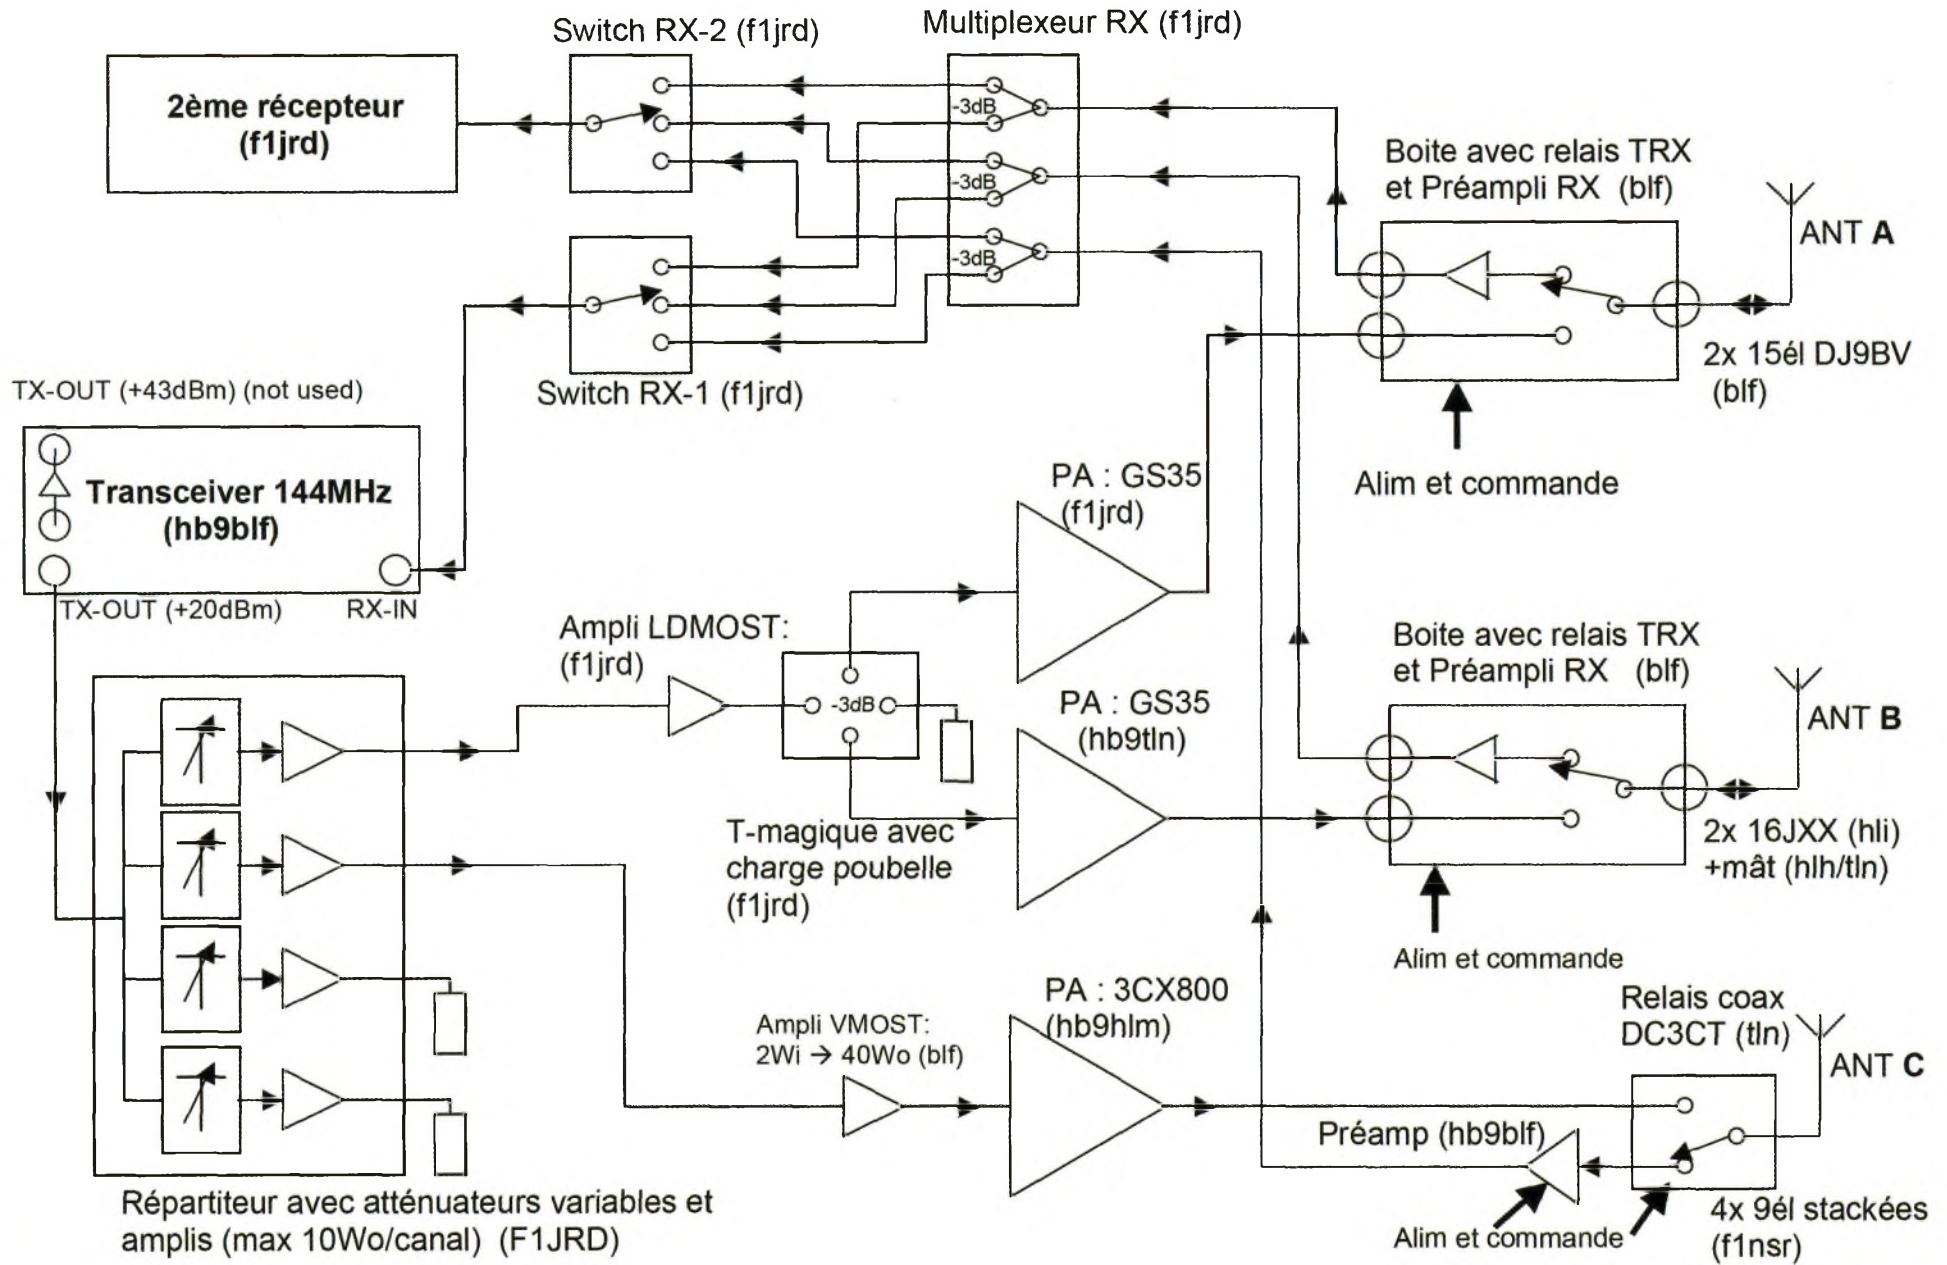 Switch RX-2 (f1jrd)
Multiplexeur RX (f1jrd)
2ème récepteur
(f1jrd)
-3dB
-3dB
-3dB
Boite avec relais TRX
et Préampli RX (blf)
ANT A
2x 15él DJ9BV
(blf)
Alim et commande
Switch RX-1 (f1jrd)
TX-OUT (+43dBm) (not used)
Transceiver 144MHz
(hb9blf)
TX-OUT (+20dBm)
RX-IN
PA : GS35
(f1jrd)
Ampli LDMOST:
(f1jrd)
-3dB
PA : GS35
(hb9tln)
T-magique avec
charge poubelle
(f1jrd)
Boite avec relais TRX
et Préampli RX (blf)
ANT B
2x 16JXX (hli)
+mât (hlh/tln)
Alim et commande
PA : 3CX800
(hb9hlm)
Ampli VMOST:
2Wi → 40Wo (blf)
Relais coax
DC3CT (tln)
ANT C
Préamp (hb9blf)
4x 9él stackées
(f1nsr)
Alim et commande
Répartiteur avec atténuateurs variables et
amplis (max 10Wo/canal) (F1JRD)